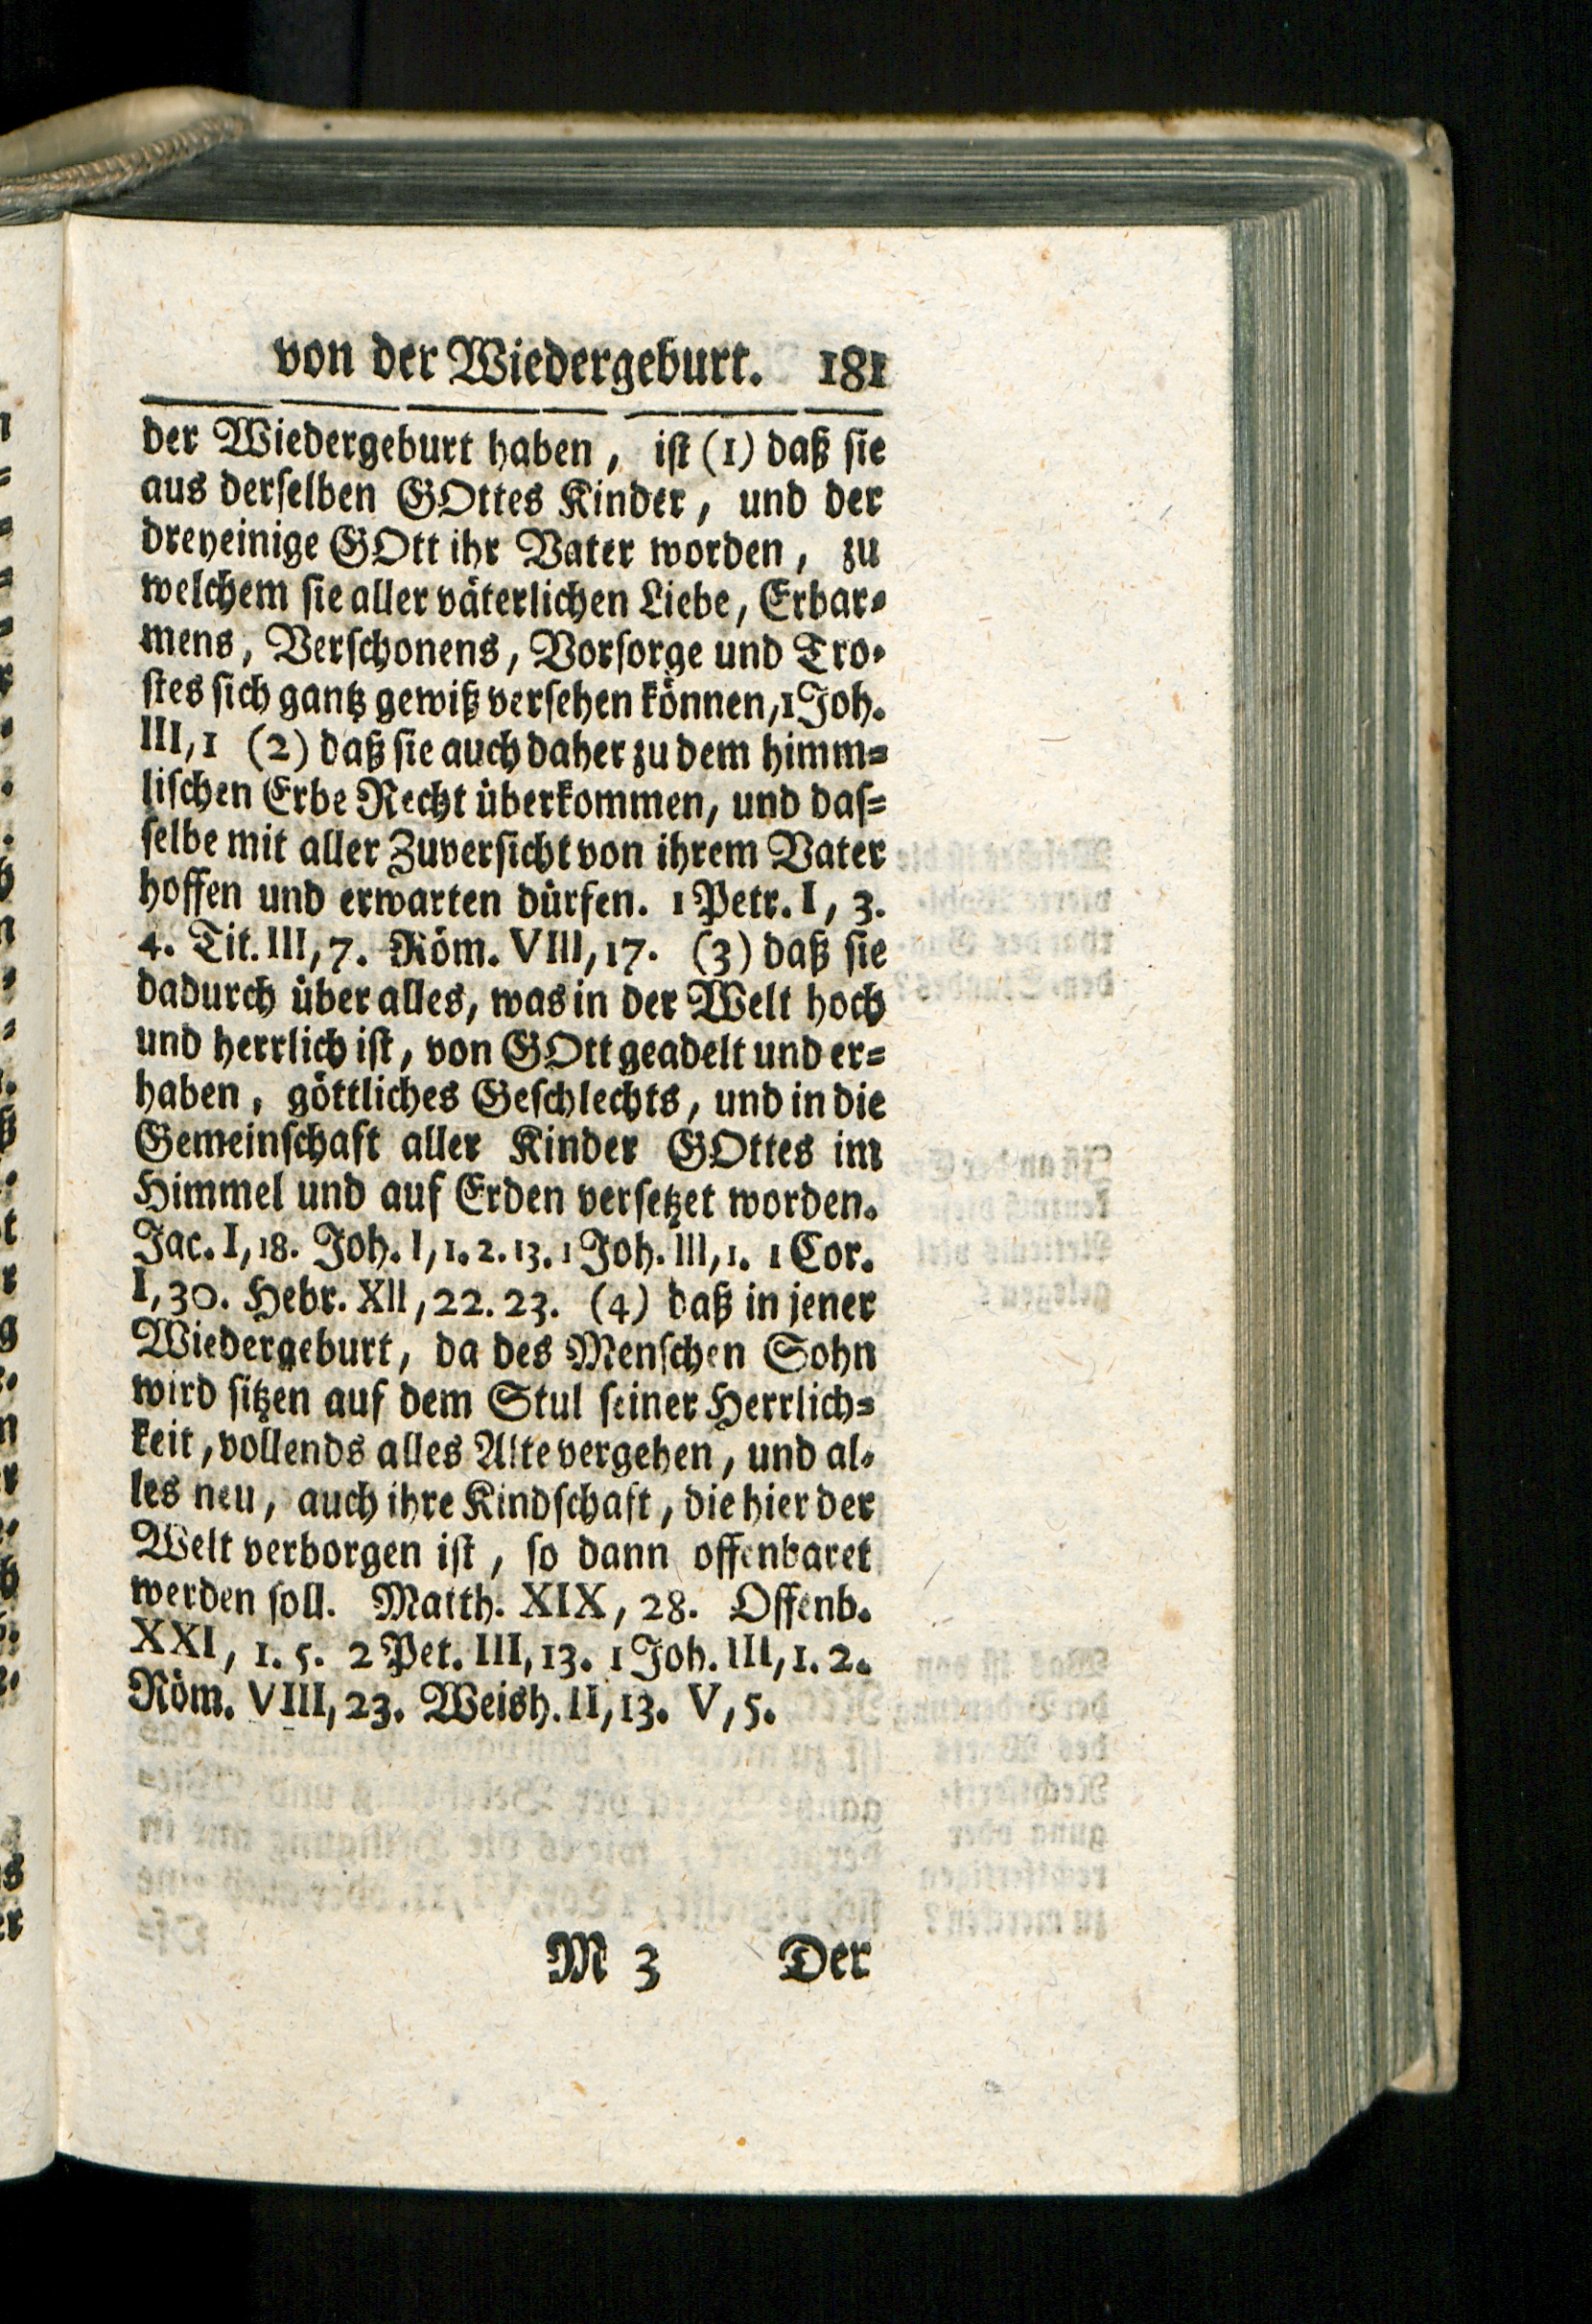 von der Wiedergeburt. 181
der Wiedergeburt haben, ist (1) daß sie
aus derselben GOttes Kinder, und der
dreyeinige GOtt ihr Vater worden, zu
welchem sie aller väterlichen Liebe, Erbar-
mens, Verschonens, Vorsorge und Tro-
stes sich gantz gewiß versehen können, 1 Joh.
III, 1 (2) daß sie auch daher zu dem himm-
lischen Erbe Recht überkommen, und das-
selbe mit aller Zuversicht von ihrem Vater
hoffen und erwarten dürfen. 1 Petr. I, 3.
4. Tit. III, 7. Röm. VIII, 17. (3) daß sie
dadurch über alles, was in der Welt hoch
und herrlich ist, von GOtt geadelt und er-
haben, göttliches Geschlechts, und in die
Gemeinschaft aller Kinder GOttes im
Himmel und auf Erden versetzet worden.
Jac. I, 18. Joh. I, 1. 2. 13. 1 Joh. III, 1. 1 Cor.
I, 30. Hebr. XII, 22. 23. (4) daß in jener
Wiedergeburt, da des Menschen Sohn
wird sitzen auf dem Stul seiner Herrlich-
keit, vollends alles Alte vergehen, und al-
les neu, auch ihre Kindschaft, die hier der
Welt verborgen ist, so dann offenbaret
werden soll. Matth. XIX, 28. Offenb.
XXI, 1. 5. 2 Pet. III, 13. 1 Joh. III, 1. 2.
Röm. VIII, 23. Weish. II, 13. V, 5.
M 3 Der